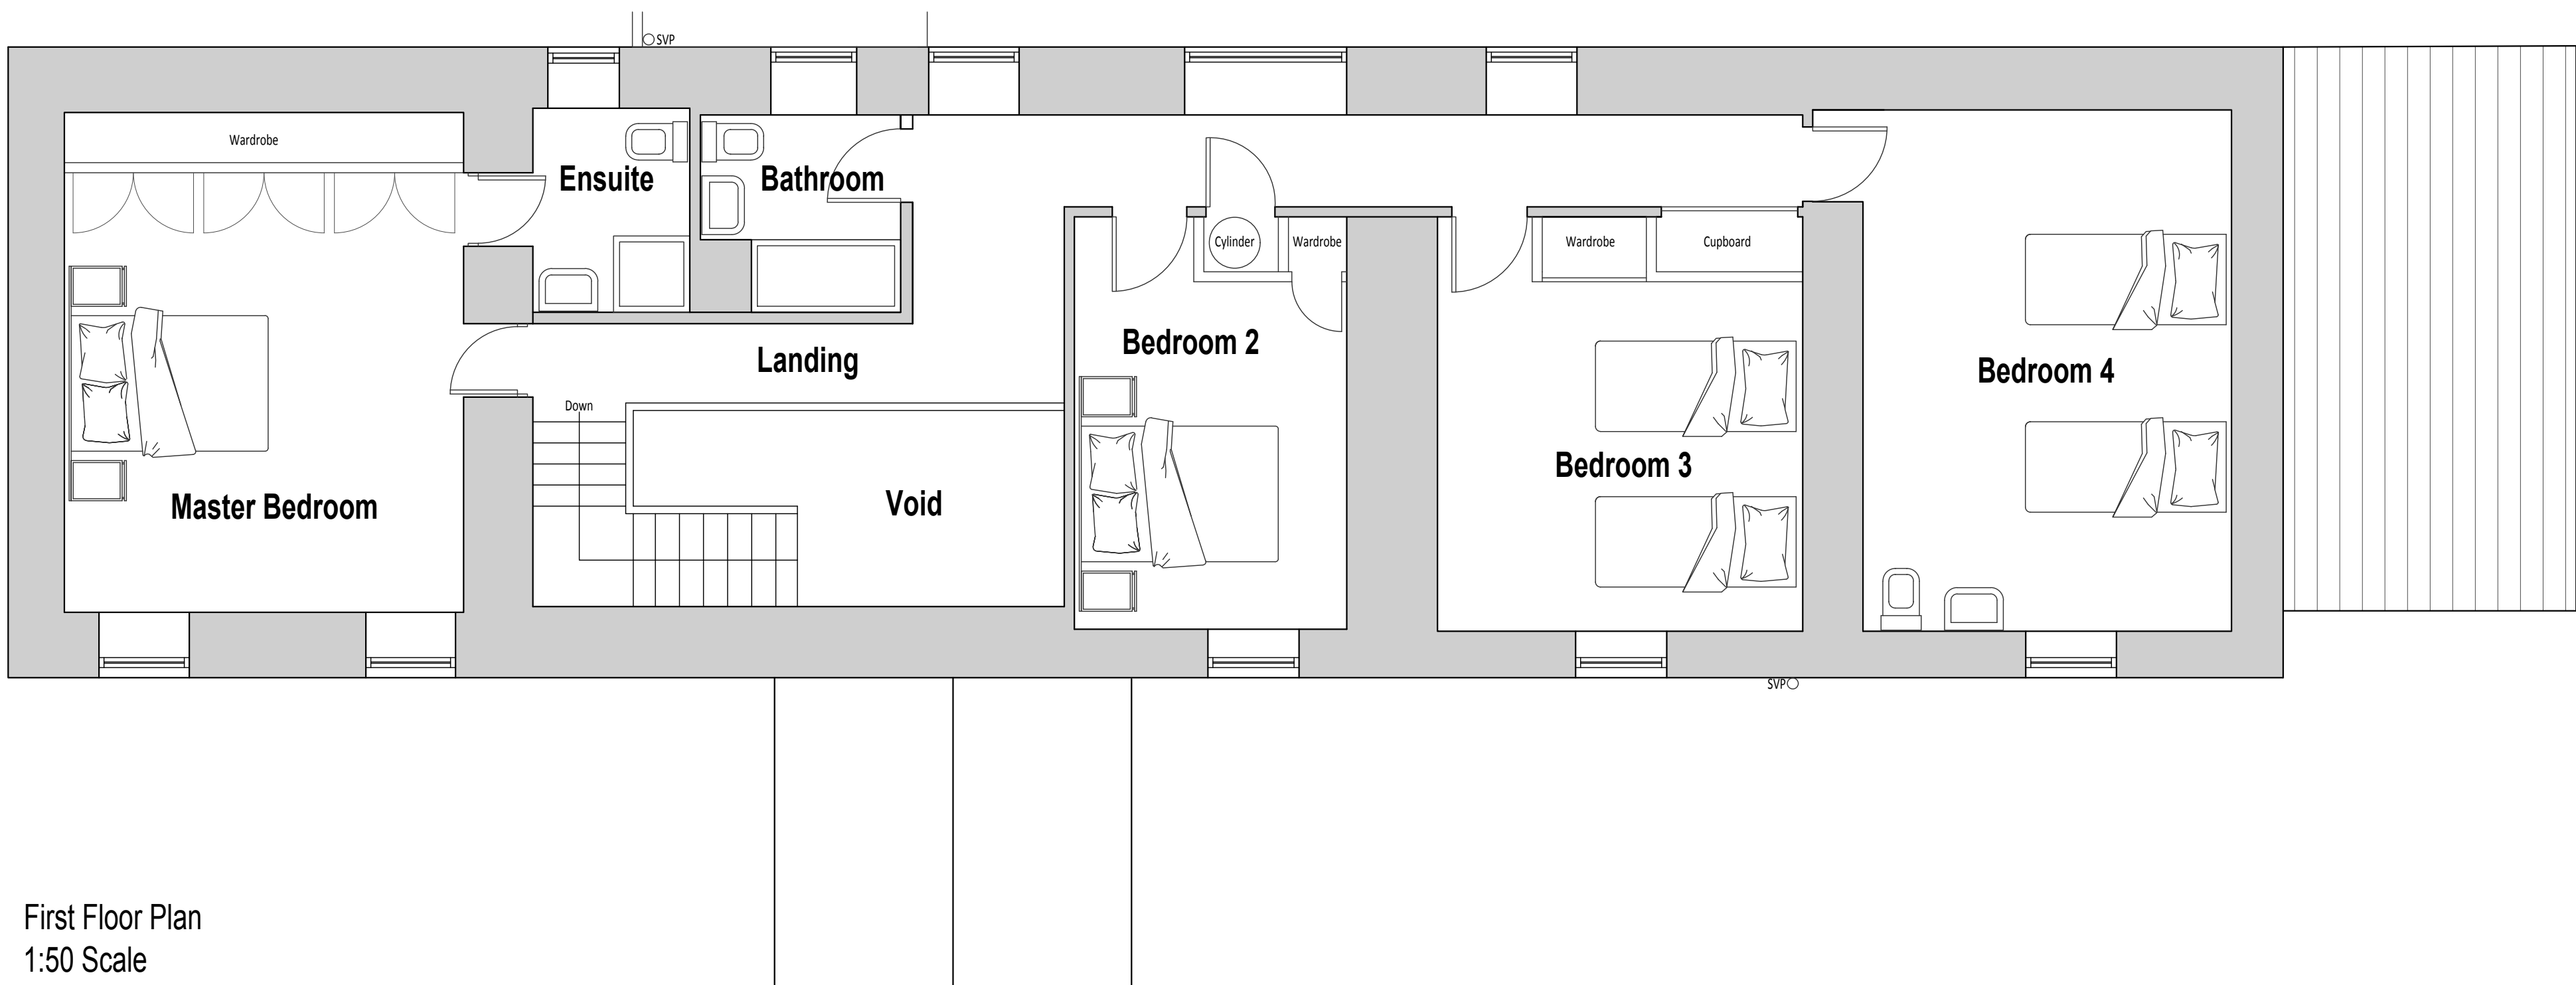 SVP
Wardrobe
Ensuite
Bathroom
Cylinder
Wardrobe
Wardrobe
Cupboard
Bedroom 2
Landing
Bedroom 4
Down
Bedroom 3
Master Bedroom
Void
SVP
First Floor Plan
1:50 Scale